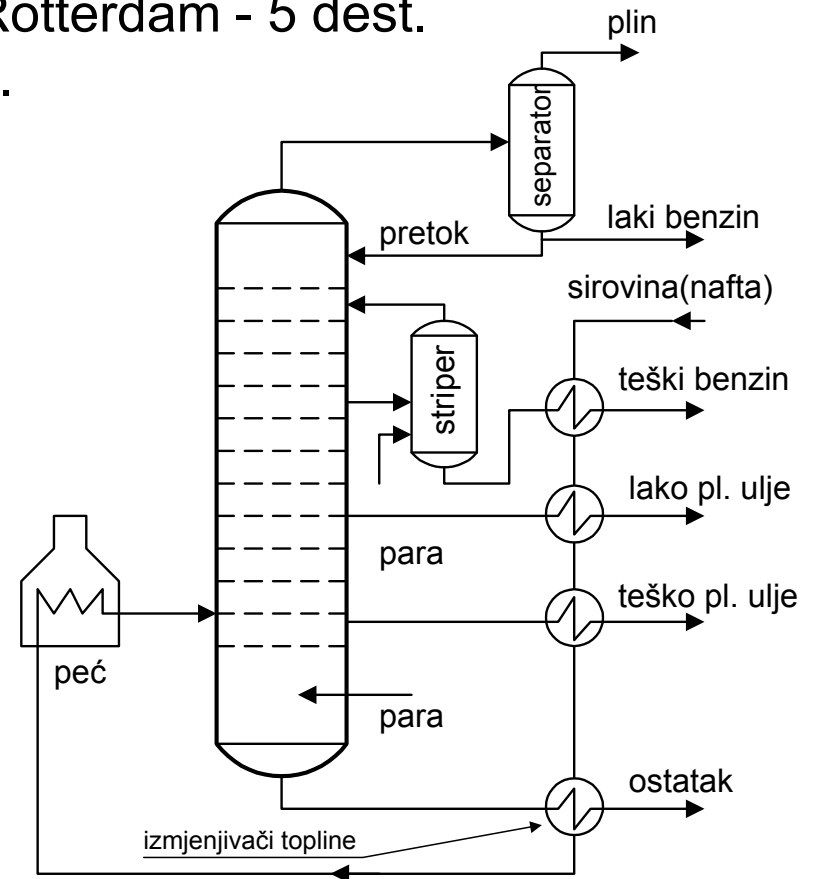 Rotterdam - 5 dest.
.
plin
separator
pretok
laki benzin
sirovina(nafta)
striper
teški benzin
lako pl. ulje
para
teško pl. ulje
peć
para
ostatak
izmjenjivači topline